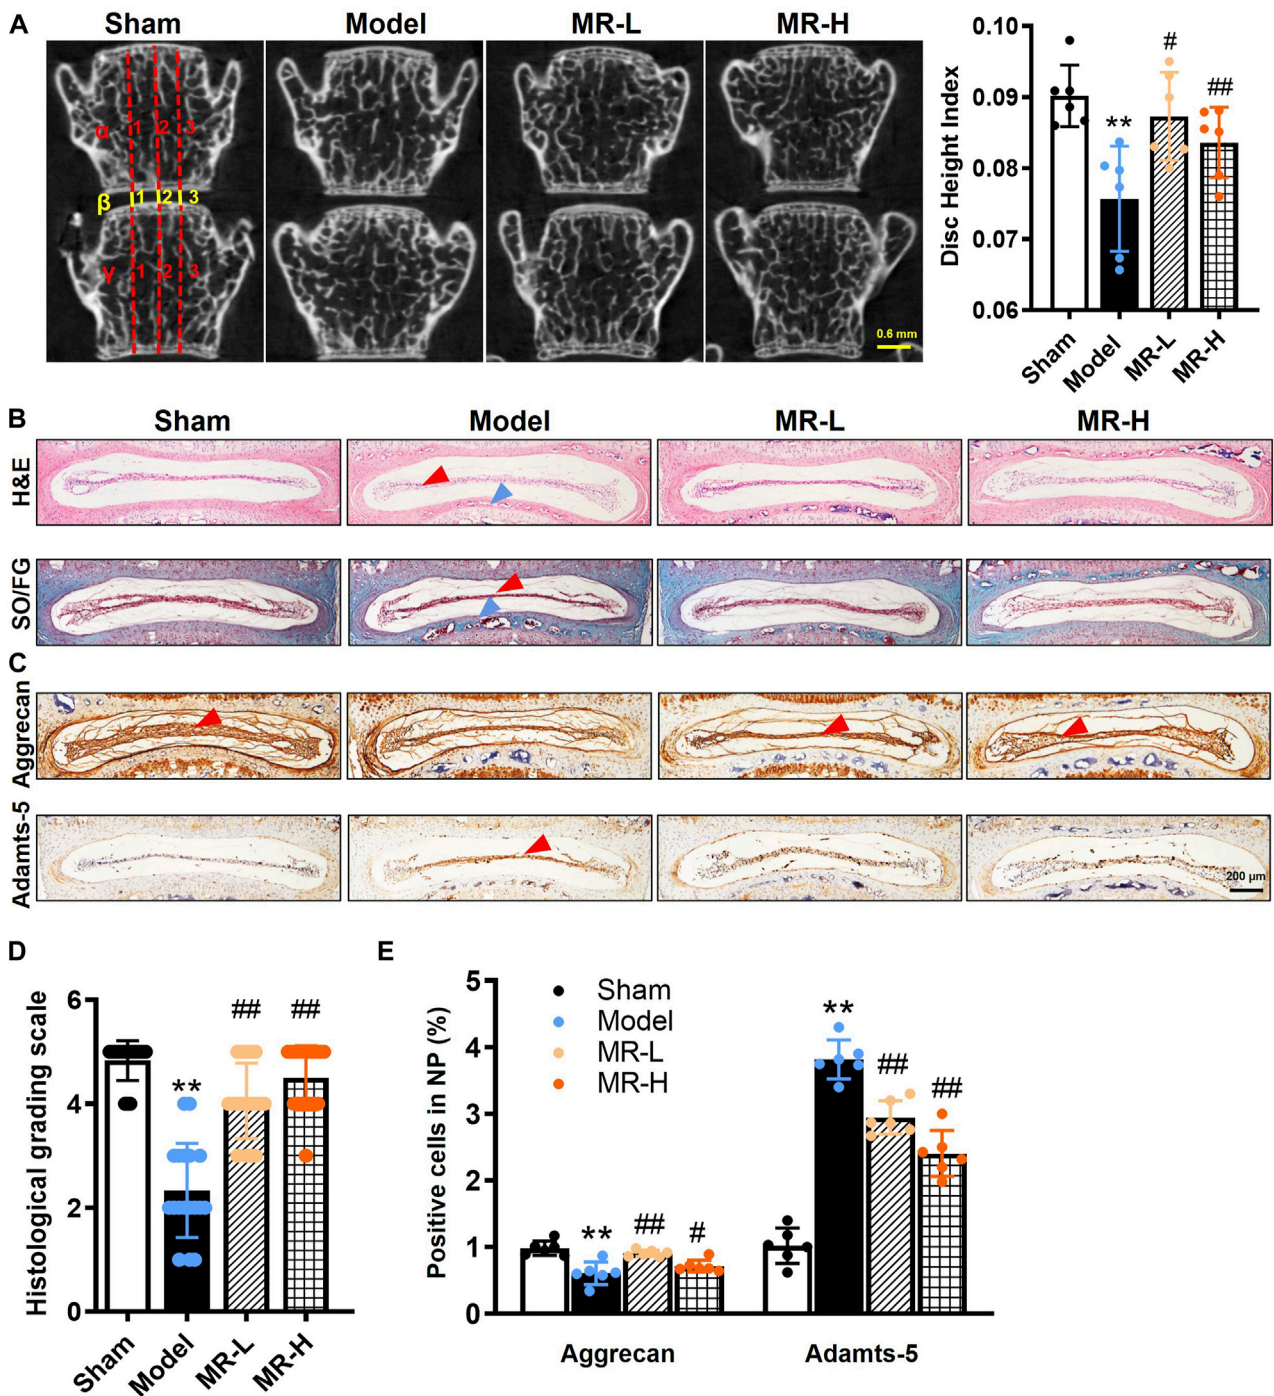 A
Sham Model MR-L MR-H
α 1 2 3
β 1 2 3
γ 1 2 3
0.6 mm
Disc Height Index
0.10
0.09
0.08
0.07
0.06
** # ##
Sham Model MR-L MR-H
B
Sham Model MR-L MR-H
H&E
SO/FG
C
Aggrecan
Adamts-5
200 µm
D
Histological grading scale
6
4
2
0
** ## ##
Sham Model MR-L MR-H
E
Positive cells in NP (%)
5
4
3
2
1
0
Sham
Model
MR-L
MR-H
** ## #
** ## ##
Aggrecan Adamts-5